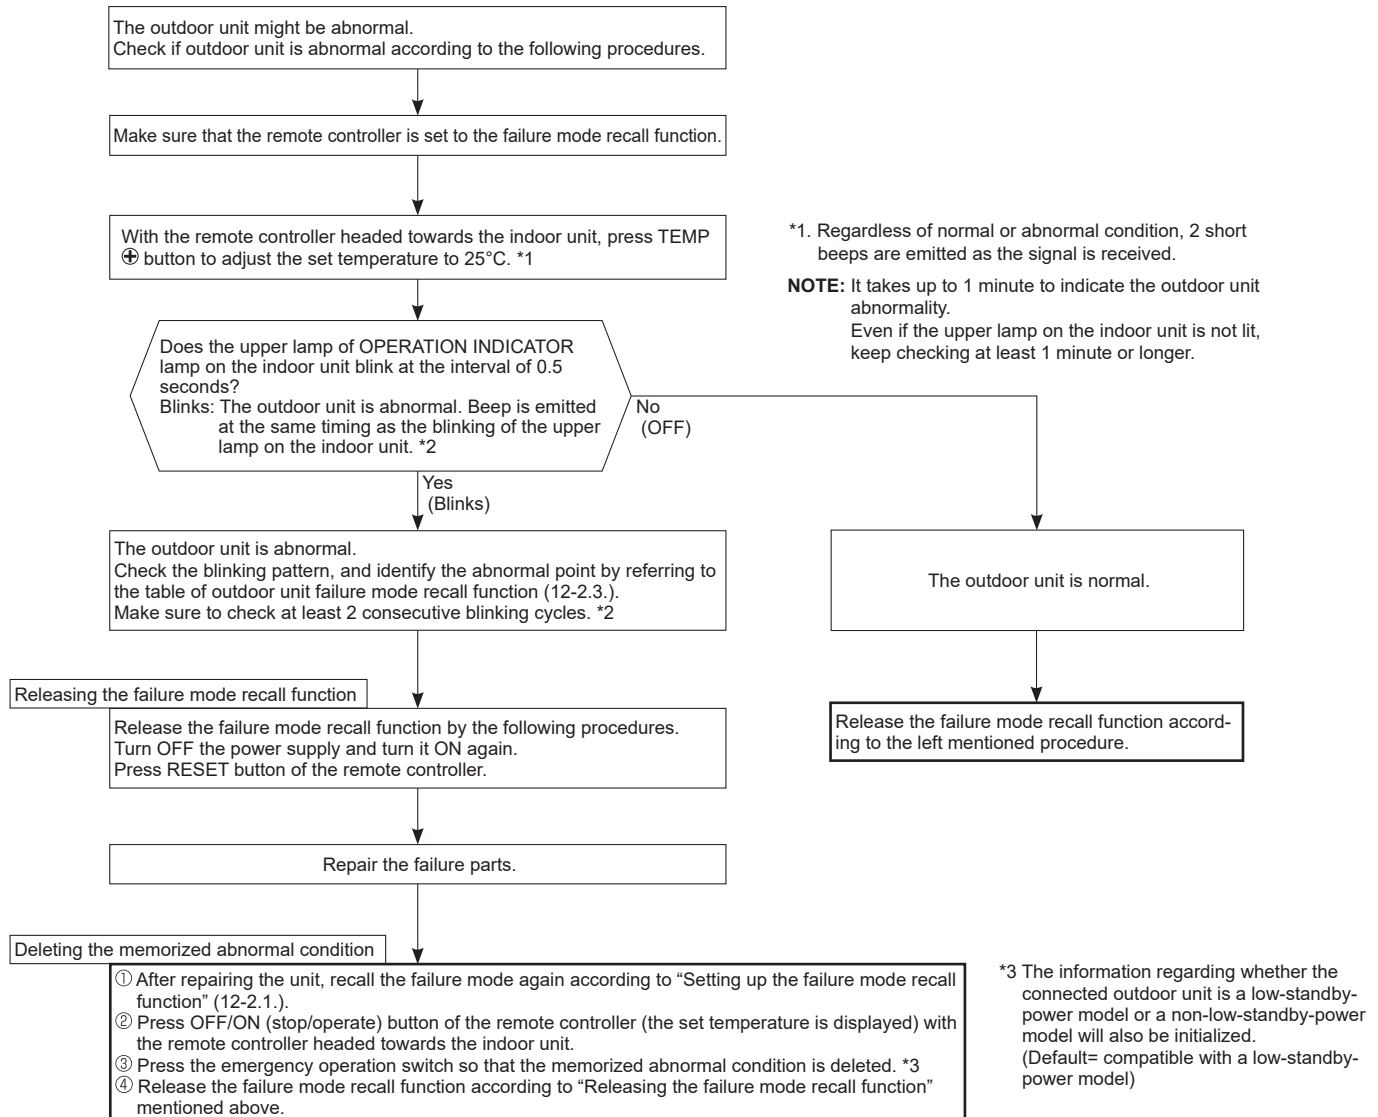 The outdoor unit might be abnormal.
Check if outdoor unit is abnormal according to the following procedures.
Make sure that the remote controller is set to the failure mode recall function.
With the remote controller headed towards the indoor unit, press TEMP
⊕ button to adjust the set temperature to 25°C. *1
*1. Regardless of normal or abnormal condition, 2 short
beeps are emitted as the signal is received.
NOTE: It takes up to 1 minute to indicate the outdoor unit
abnormality.
Even if the upper lamp on the indoor unit is not lit,
keep checking at least 1 minute or longer.
Does the upper lamp of OPERATION INDICATOR
lamp on the indoor unit blink at the interval of 0.5
seconds?
Blinks: The outdoor unit is abnormal. Beep is emitted
at the same timing as the blinking of the upper
lamp on the indoor unit. *2
No
(OFF)
Yes
(Blinks)
The outdoor unit is abnormal.
Check the blinking pattern, and identify the abnormal point by referring to
the table of outdoor unit failure mode recall function (12-2.3.).
Make sure to check at least 2 consecutive blinking cycles. *2
The outdoor unit is normal.
Releasing the failure mode recall function
Release the failure mode recall function by the following procedures.
Turn OFF the power supply and turn it ON again.
Press RESET button of the remote controller.
Release the failure mode recall function accord-
ing to the left mentioned procedure.
Repair the failure parts.
Deleting the memorized abnormal condition
① After repairing the unit, recall the failure mode again according to “Setting up the failure mode recall
function” (12-2.1.).
② Press OFF/ON (stop/operate) button of the remote controller (the set temperature is displayed) with
the remote controller headed towards the indoor unit.
③ Press the emergency operation switch so that the memorized abnormal condition is deleted. *3
④ Release the failure mode recall function according to “Releasing the failure mode recall function”
mentioned above.
*3 The information regarding whether the
connected outdoor unit is a low-standby-
power model or a non-low-standby-power
model will also be initialized.
(Default= compatible with a low-standby-
power model)